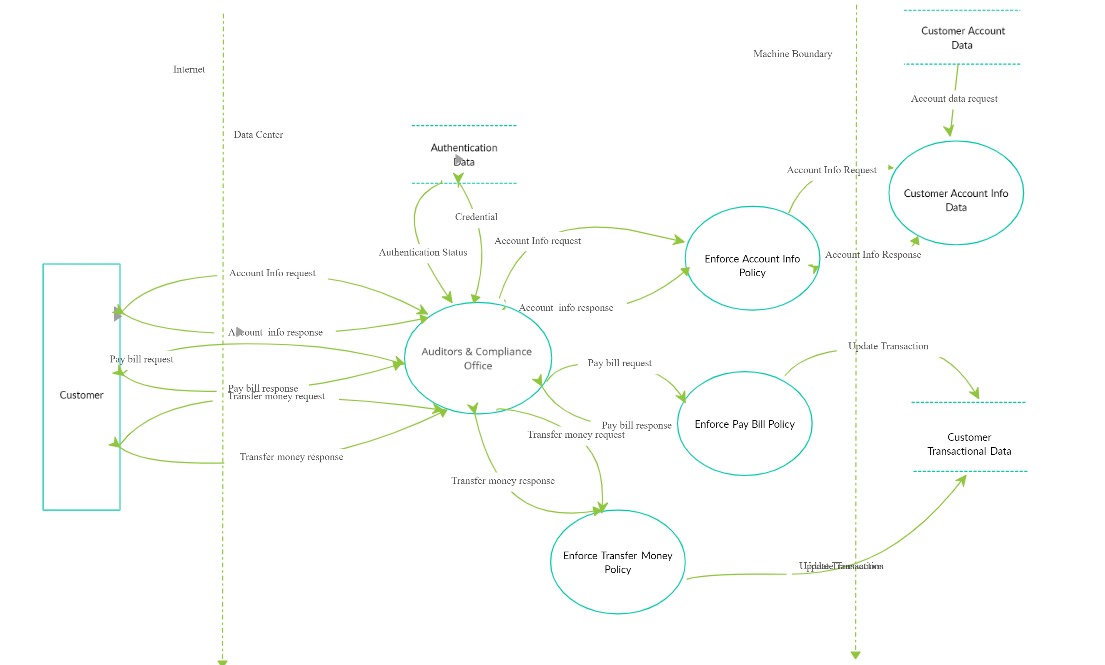 Customer Account
Data
Machine Boundary
Internet
Account data request
Data Center
Authentication
Data
Account Info Request
Customer Account Info
Data
Credential
Account Info request
Authentication Status
Account Info Response
Enforce Account Info
Policy
Account Info request
Account  info response
Account  info response
Update Transaction
Auditors & Compliance
Office
Pay bill request
Pay bill request
Pay bill response
Transfer money request
Customer
Enforce Pay Bill Policy
Pay bill response
Transfer money request
Customer
Transactional Data
Transfer money response
Transfer money response
Enforce Transfer Money
Policy
Update Transaction